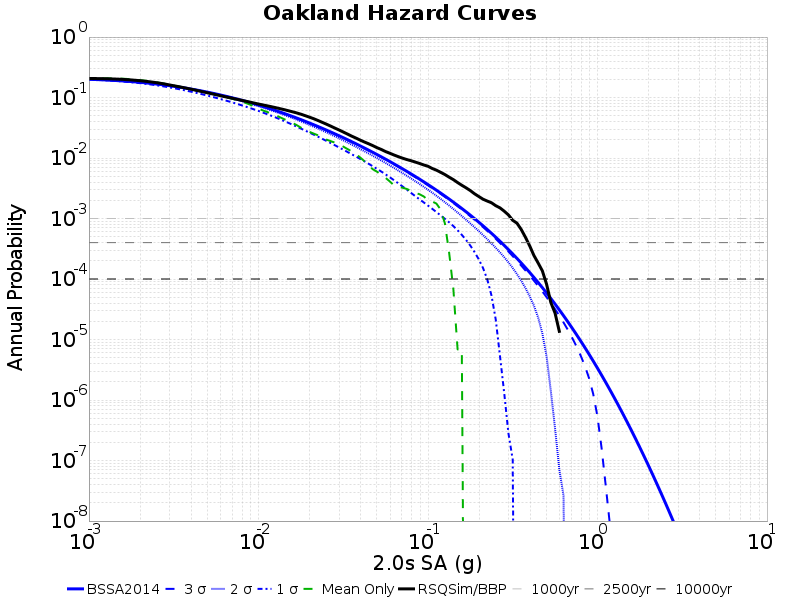 Oakland Hazard Curves
Annual Probability
10^0
10^-1
10^-2
10^-3
10^-4
10^-5
10^-6
10^-7
10^-8
10^-3 10^-2 10^-1 10^0 10^1
2.0s SA (g)
BSSA2014 3 σ 2 σ 1 σ Mean Only RSQSim/BBP 1000yr 2500yr 10000yr